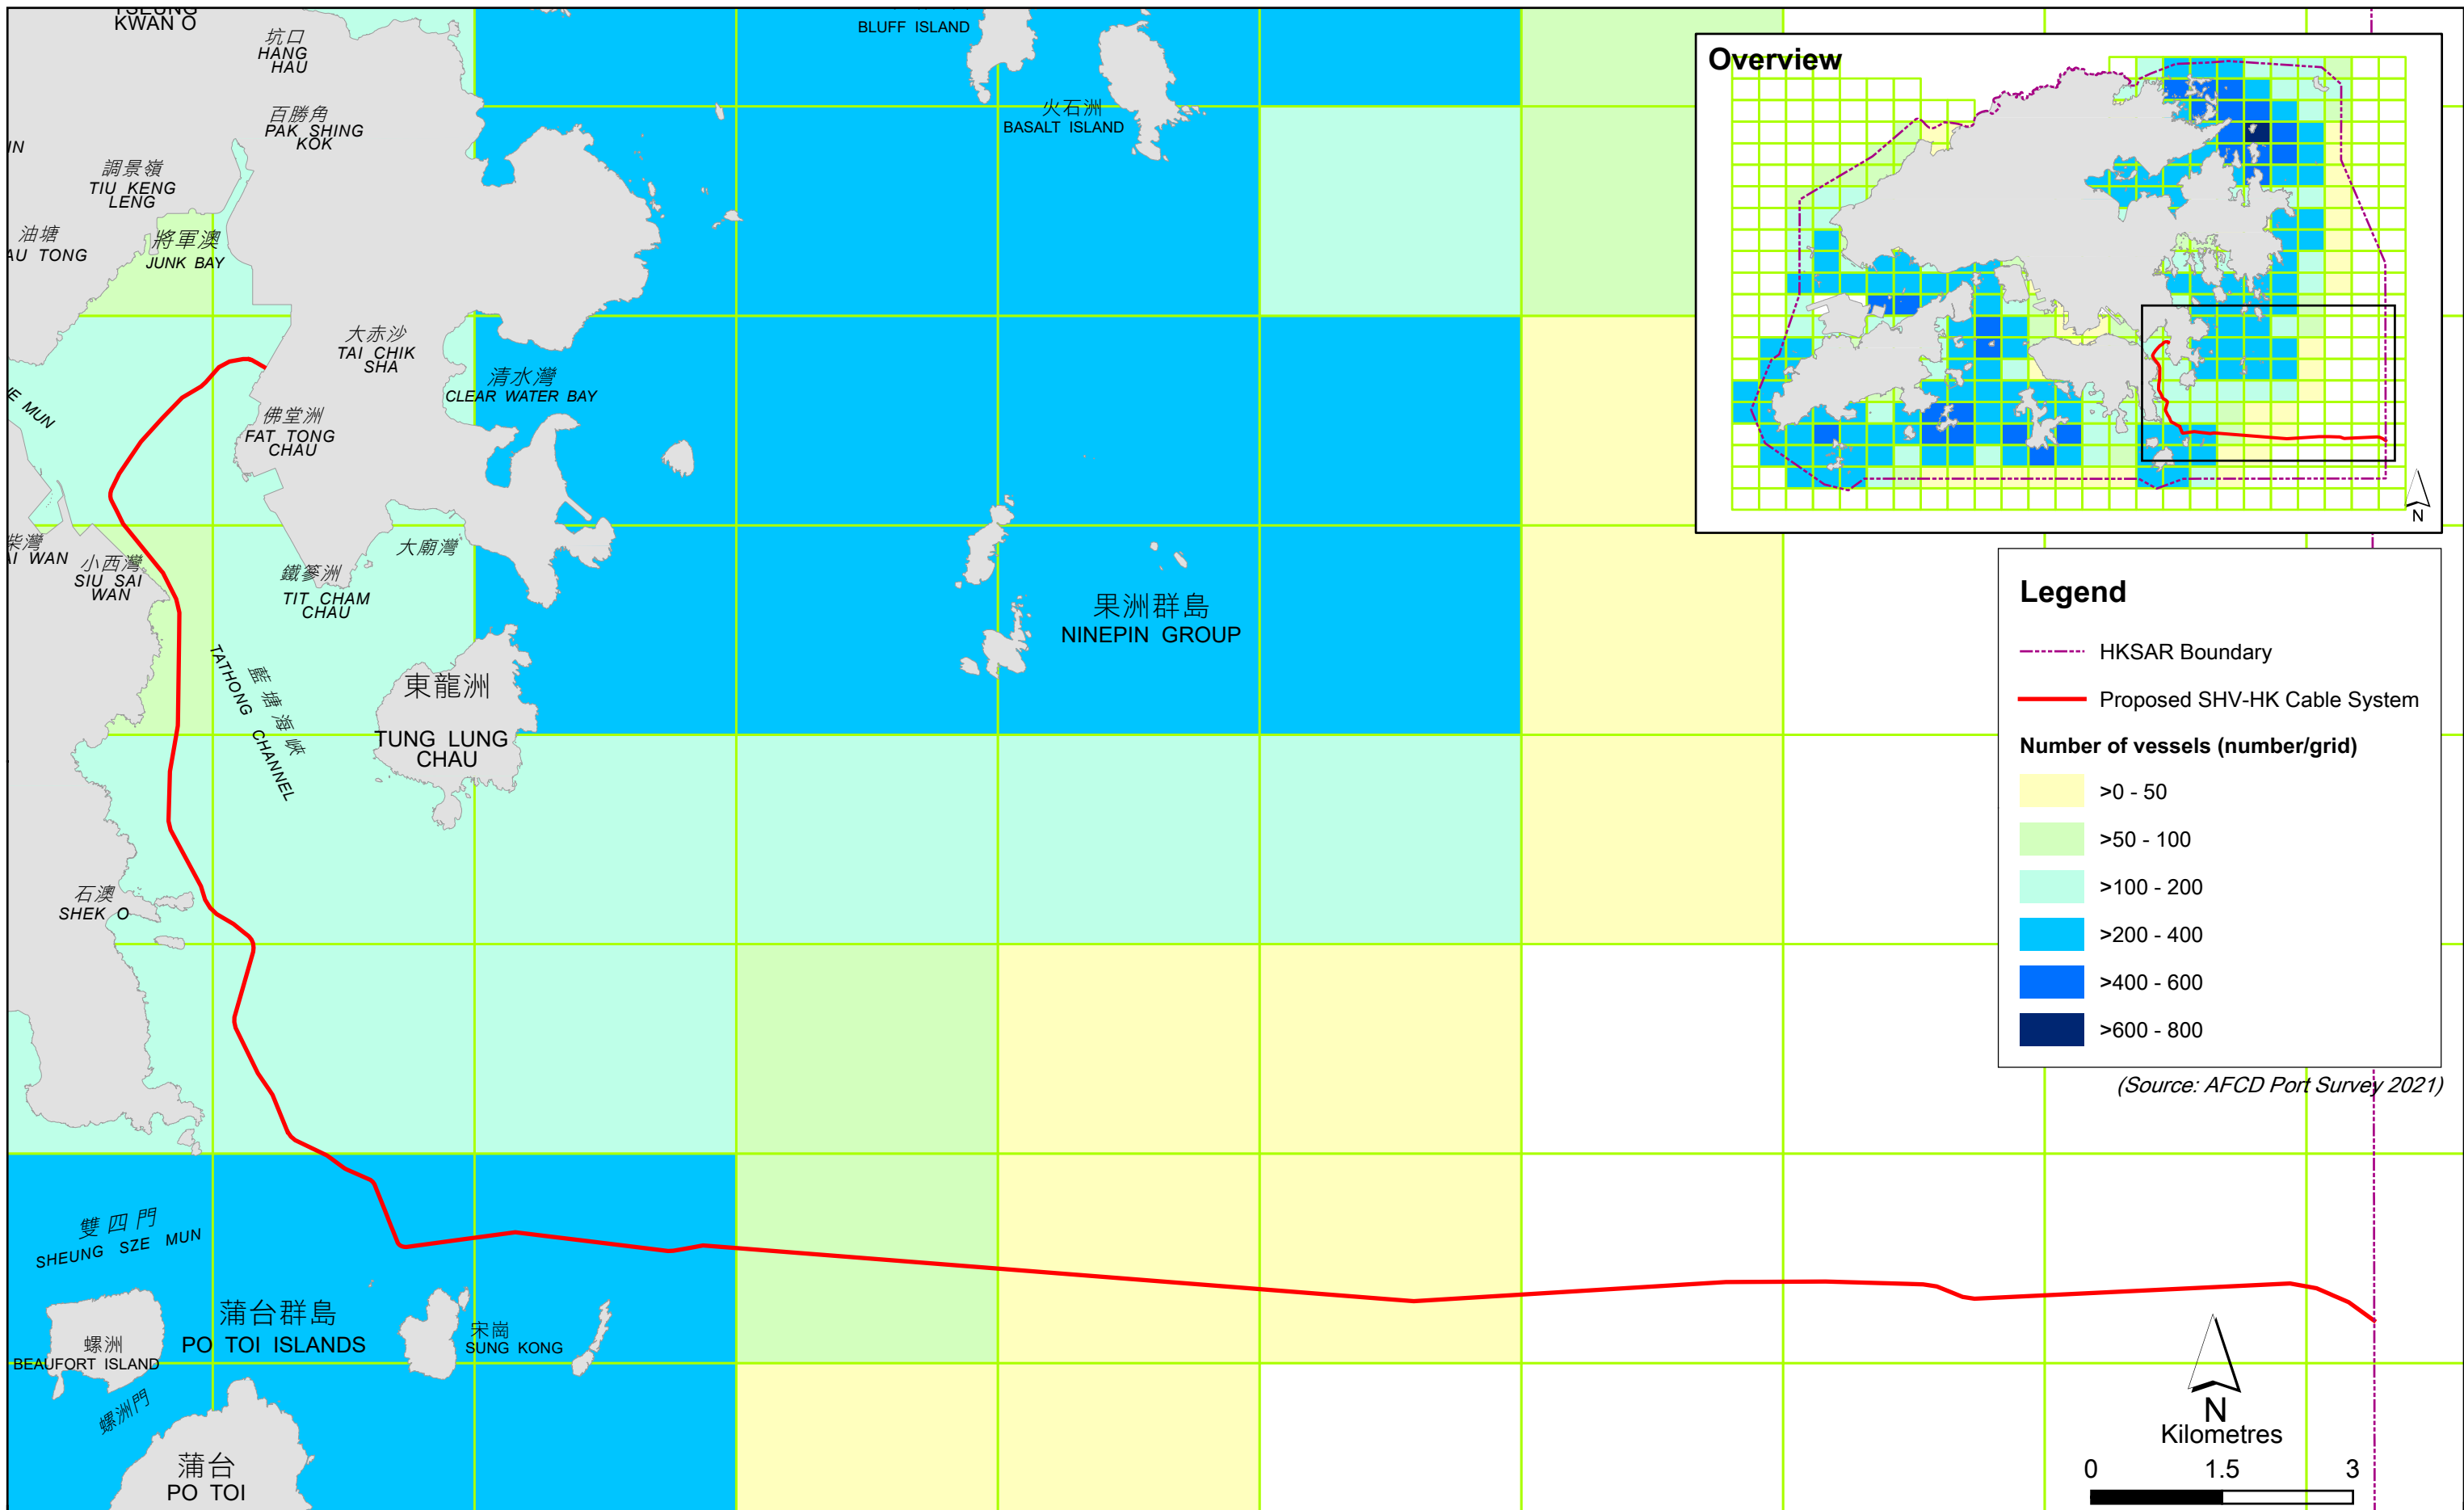 KWAN O
坑口
HANG
HAU
百勝角
PAK SHING
KOK
調景嶺
TIU KENG
LENG
油塘
AU TONG
將軍澳
JUNK BAY
大赤沙
TAI CHIK
SHA
清水灣
CLEAR WATER BAY
佛堂洲
FAT TONG
CHAU
E MUN
柴灣
AI WAN
小西灣
SIU SAI
WAN
大廟灣
鐵篸洲
TIT CHAM
CHAU
藍塘海峽
TATHONG CHANNEL
東龍洲
TUNG LUNG
CHAU
石澳
SHEK O
雙四門
SHEUNG SZE MUN
蒲台群島
PO TOI ISLANDS
螺洲
BEAUFORT ISLAND
螺洲門
蒲台
PO TOI
宋崗
SUNG KONG
BLUFF ISLAND
火石洲
BASALT ISLAND
果洲群島
NINEPIN GROUP
Overview
N
Legend
HKSAR Boundary
Proposed SHV-HK Cable System
Number of vessels (number/grid)
>0 - 50
>50 - 100
>100 - 200
>200 - 400
>400 - 600
>600 - 800
(Source: AFCD Port Survey 2021)
N
Kilometres
0 1.5 3